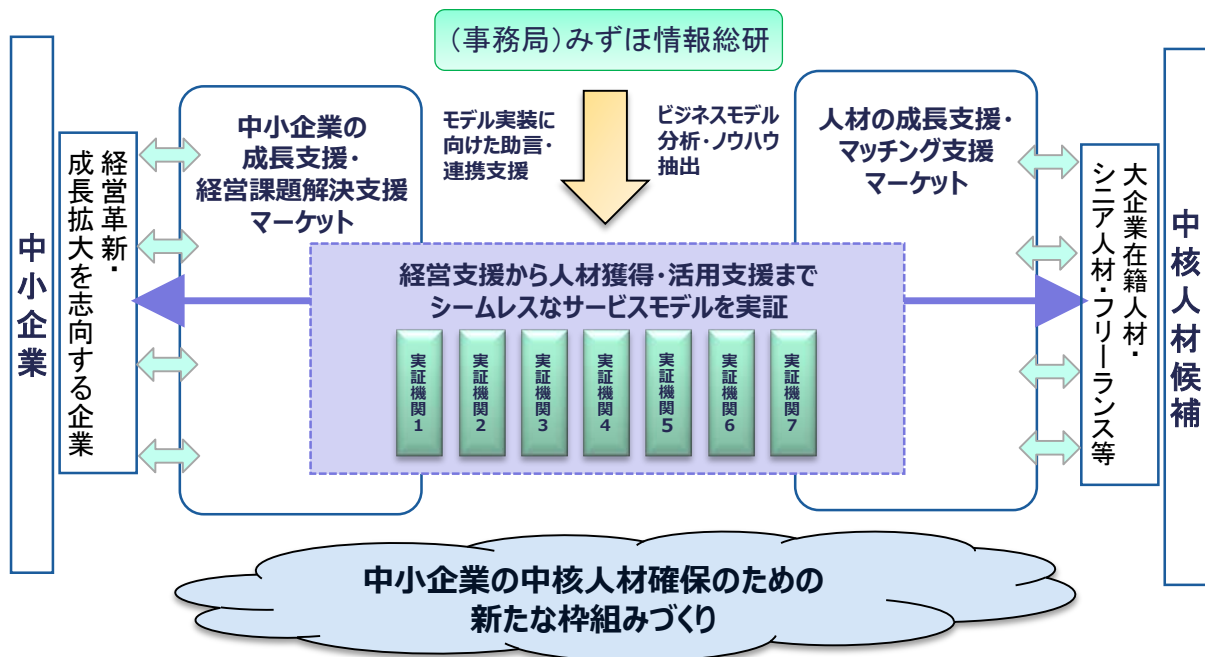 （事務局）みずほ情報総研
モデル実装に
向けた助言・
連携支援
ビジネスモデル
分析・ノウハウ
抽出
中小企業
経営革新・
成長拡大を志向する企業
中小企業の
成長支援・
経営課題解決支援
マーケット
人材の成長支援・
マッチング支援
マーケット
大企業在籍人材・
シニア人材・フリーランス等
中核人材候補
経営支援から人材獲得・活用支援まで
シームレスなサービスモデルを実証
実証機関1
実証機関2
実証機関3
実証機関4
実証機関5
実証機関6
実証機関7
中小企業の中核人材確保のための
新たな枠組みづくり